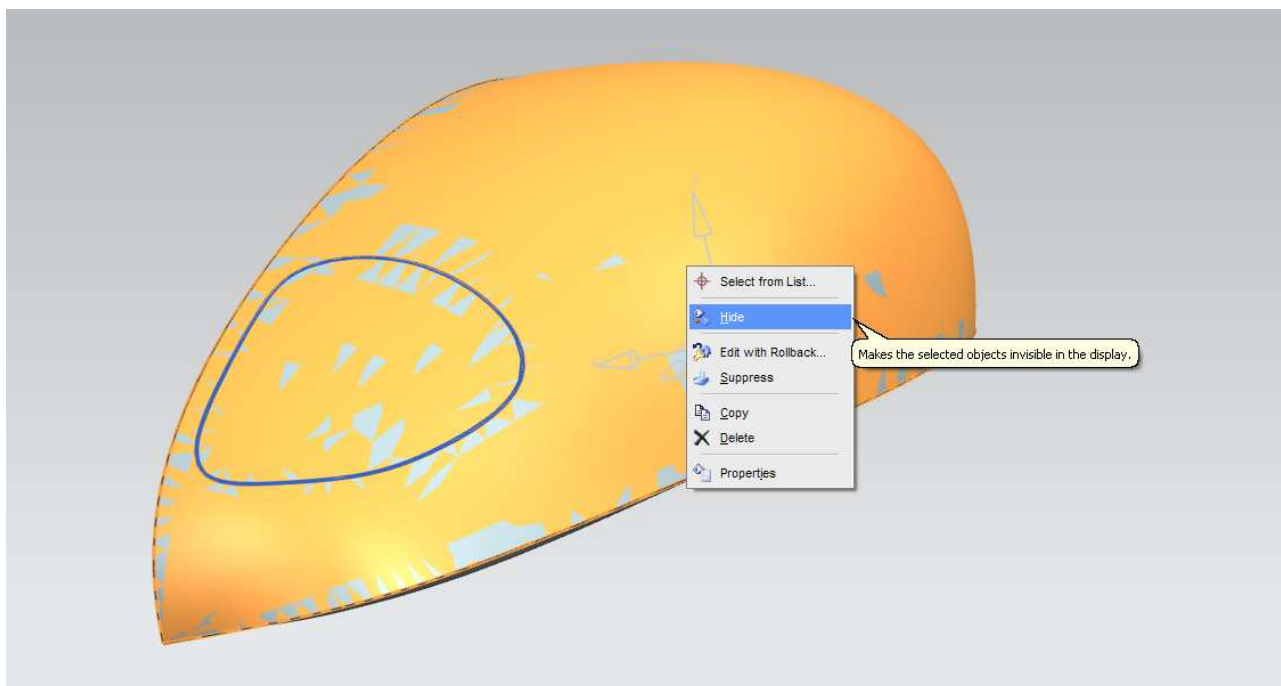 Select from List...
Hide
Makes the selected objects invisible in the display.
Edit with Rollback...
Suppress
Copy
Delete
Properties